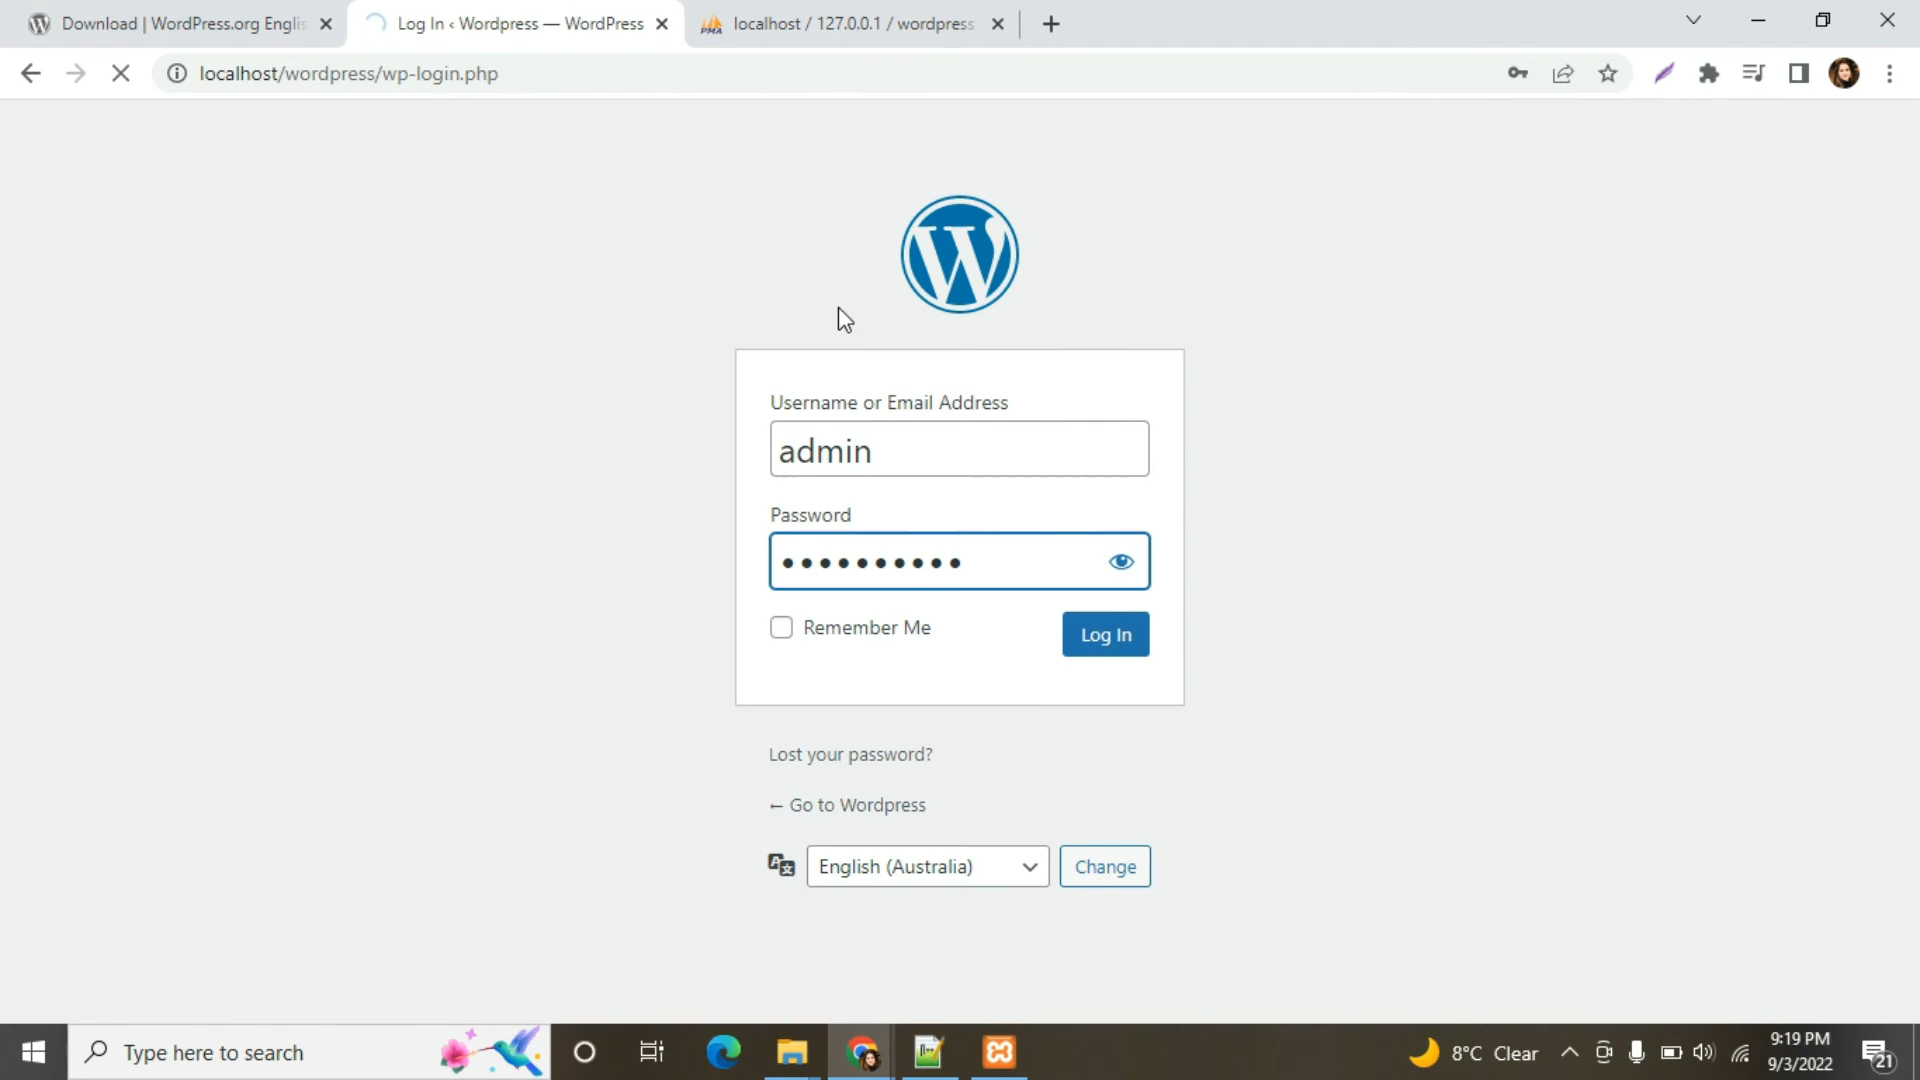 Download | WordPress.org Englis
Log In ‹ Wordpress — WordPress
localhost / 127.0.0.1 / wordpress
localhost/wordpress/wp-login.php
Username or Email Address
admin
Password
Remember Me
Log In
Lost your password?
← Go to Wordpress
English (Australia)
Change
Type here to search
8°C Clear
9:19 PM
9/3/2022
21